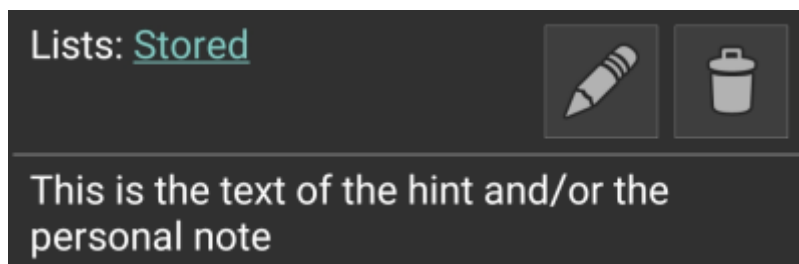 Lists: Stored
This is the text of the hint and/or the
personal note